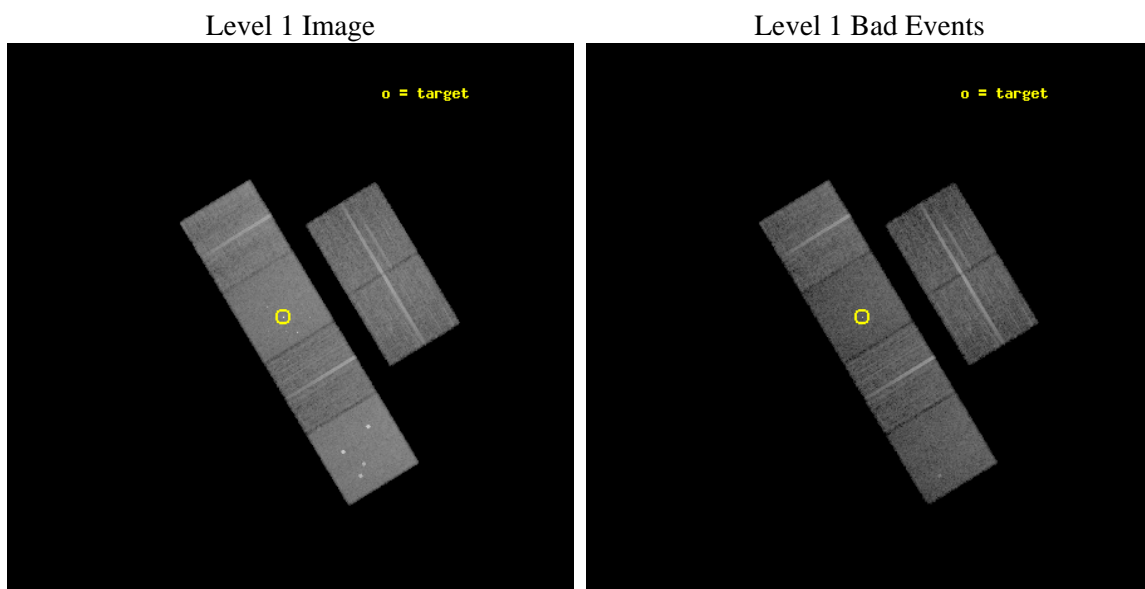 Level 1 Image
Level 1 Bad Events
o = target
o = target